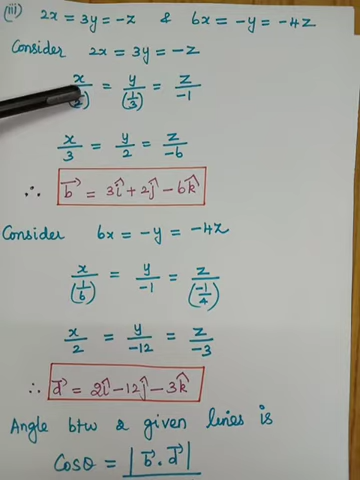 (iii) 2x = 3y = -z & 6x = -y = -4z
Consider 2x = 3y = -z
x/(1/2) = y/(1/3) = z/-1
x/3 = y/2 = z/-6
∴ b⃗ = 3î + 2ĵ - 6k̂
Consider 6x = -y = -4z
x/(1/6) = y/-1 = z/(-1/4)
x/2 = y/-12 = z/-3
∴ d⃗ = 2î - 12ĵ - 3k̂
Angle btw 2 given lines is
Cosθ = |b⃗ . d⃗|